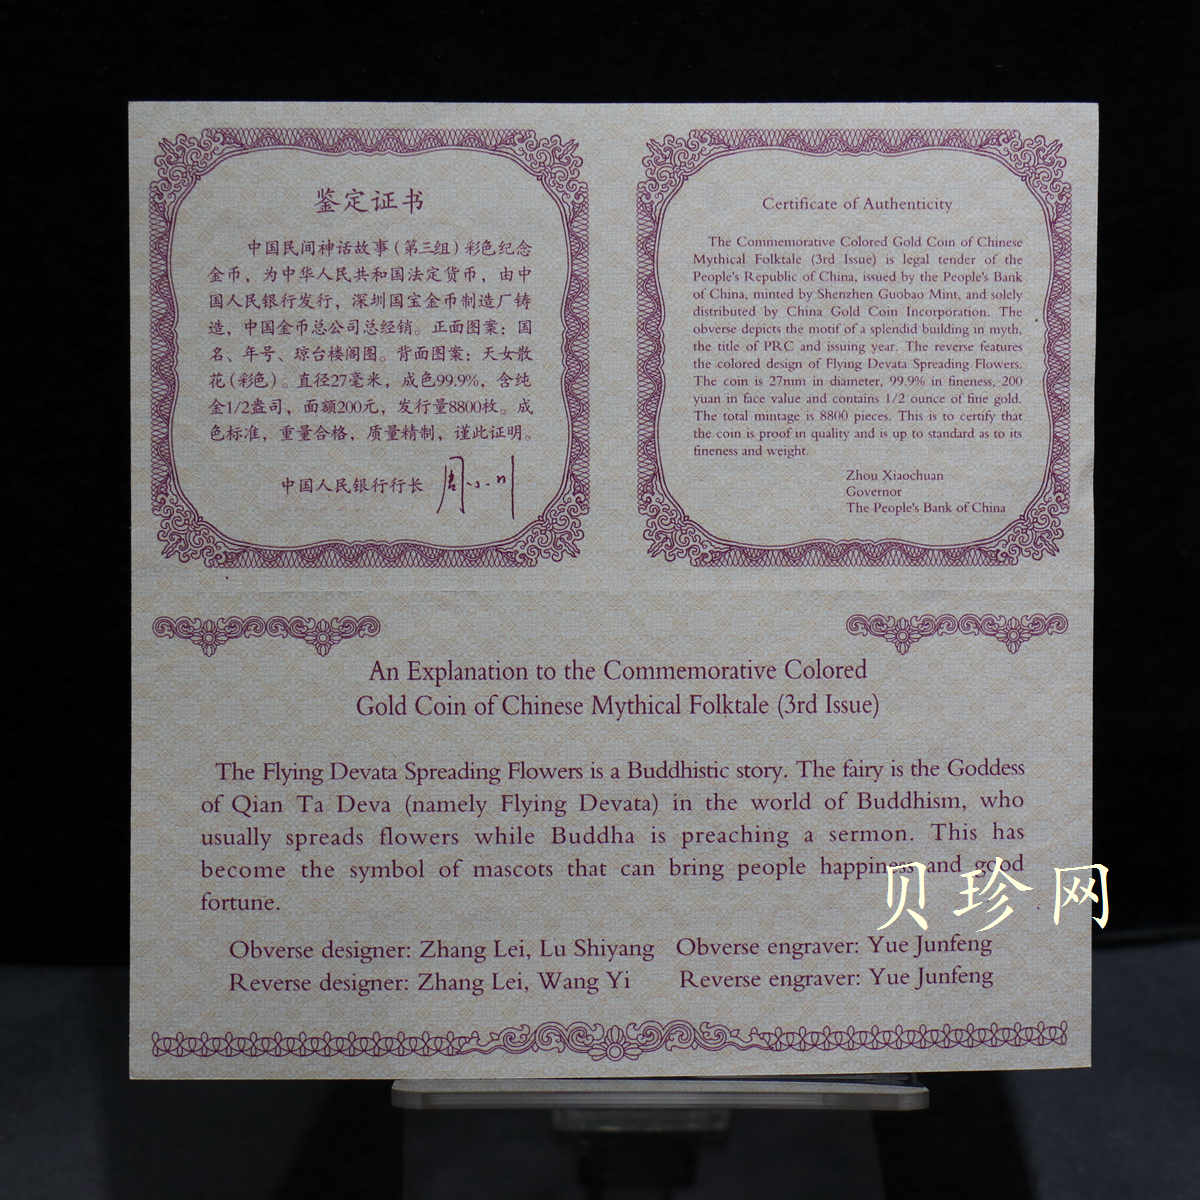 鉴定证书
中国民间神话故事(第三组)彩色纪念
金币，为中华人民共和国法定货币，由中
国人民银行发行，深圳国宝金币制造厂铸
造，中国金币总公司总经销。正面图案：国
名、年号、琼台楼阁图。背面图案：天女散
花(彩色)。直径27毫米，成色99.9%，含纯
金1/2盎司，面额200元，发行量8800枚。成
色标准，重量合格，质量精制，谨此证明。
中国人民银行行长 周小川
Certificate of Authenticity
The Commemorative Colored Gold Coin of Chinese
Mythical Folktale (3rd Issue) is legal tender of the
People's Republic of China, issued by the People's Bank
of China, minted by Shenzhen Guobao Mint, and solely
distributed by China Gold Coin Incorporation. The
obverse depicts the motif of a splendid building in myth,
the title of PRC and issuing year. The reverse features
the colored design of Flying Devata Spreading Flowers.
The coin is 27mm in diameter, 99.9% in fineness, 200
yuan in face value and contains 1/2 ounce of fine gold.
The total mintage is 8800 pieces. This is to certify that
the coin is proof in quality and is up to standard as to its
fineness and weight.
Zhou Xiaochuan
Governor
The People's Bank of China
An Explanation to the Commemorative Colored
Gold Coin of Chinese Mythical Folktale (3rd Issue)
The Flying Devata Spreading Flowers is a Buddhistic story. The fairy is the Goddess
of Qian Ta Deva (namely Flying Devata) in the world of Buddhism, who
usually spreads flowers while Buddha is preaching a sermon. This has
become the symbol of mascots that can bring people happiness and good
fortune.
贝珍网
Obverse designer: Zhang Lei, Lu Shiyang Obverse engraver: Yue Junfeng
Reverse designer: Zhang Lei, Wang Yi Reverse engraver: Yue Junfeng